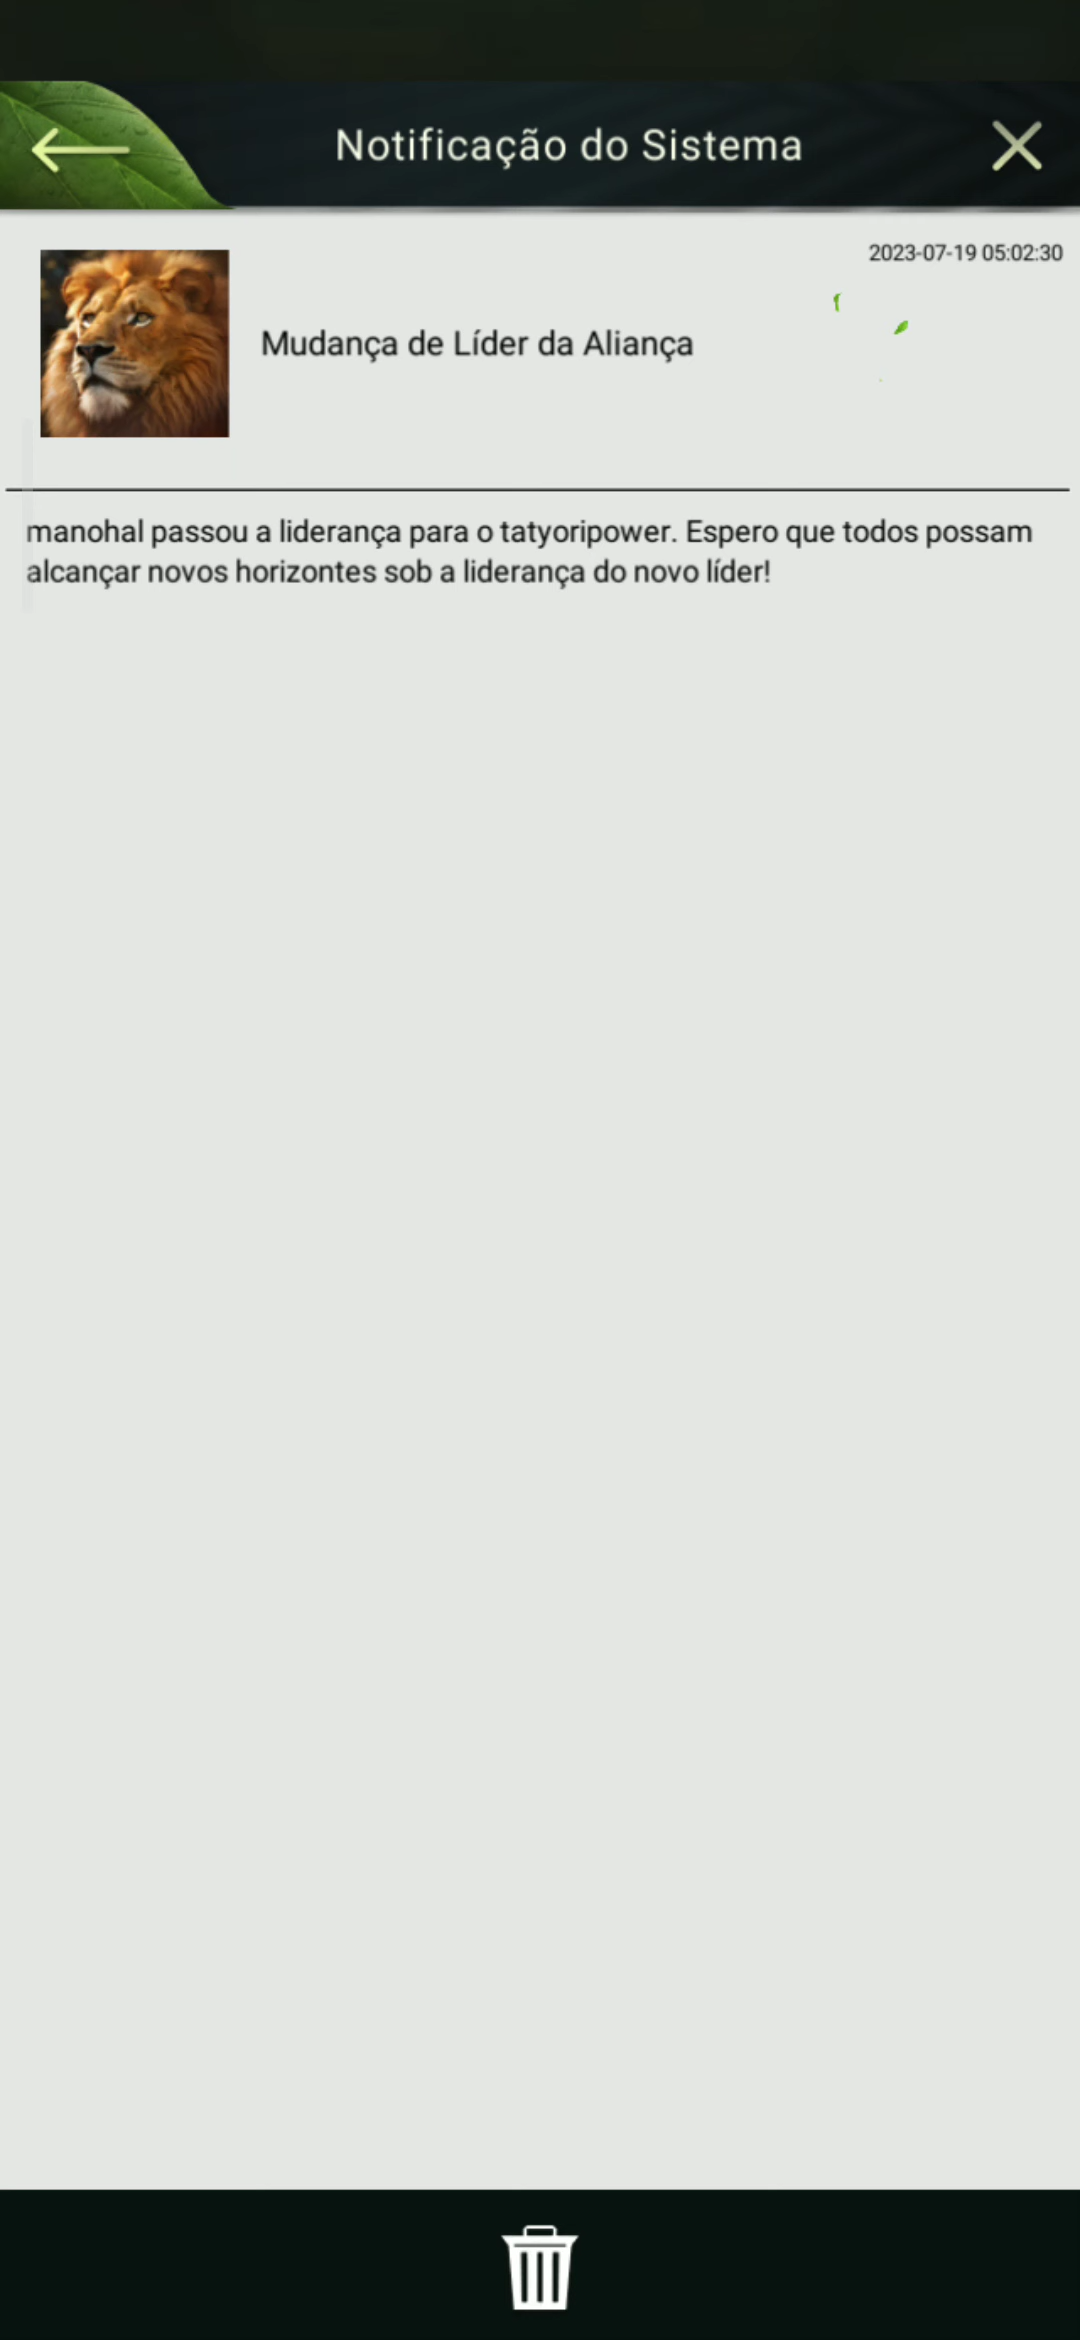 Notificação do Sistema
2023-07-19 05:02:30
Mudança de Líder da Aliança
manohal passou a liderança para o tatyoripower. Espero que todos possam
alcançar novos horizontes sob a liderança do novo líder!